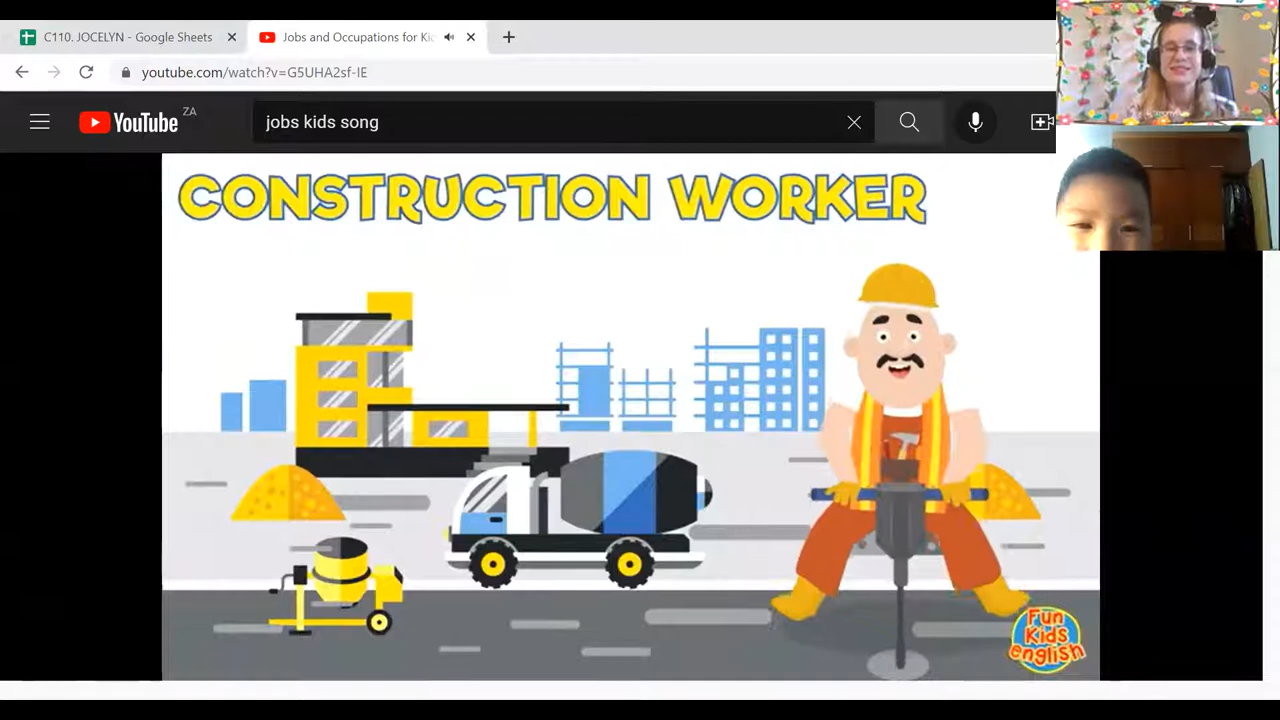 C110. JOCELYN - Google Sheets
Jobs and Occupations for Ki
youtube.com/watch?v=G5UHA2sf-IE
YouTube ZA
jobs kids song
CONSTRUCTION WORKER
Fun
Kids
english